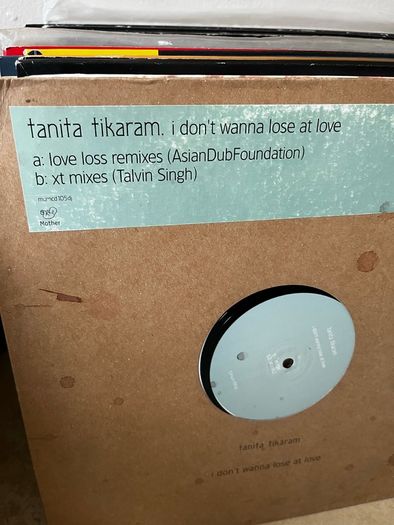 tanita tikaram. i don't wanna lose at love
a: love loss remixes (AsianDubFoundation)
b: xt mixes (Talvin Singh)
Mother
tanita tikaram
i don't wanna lose at love